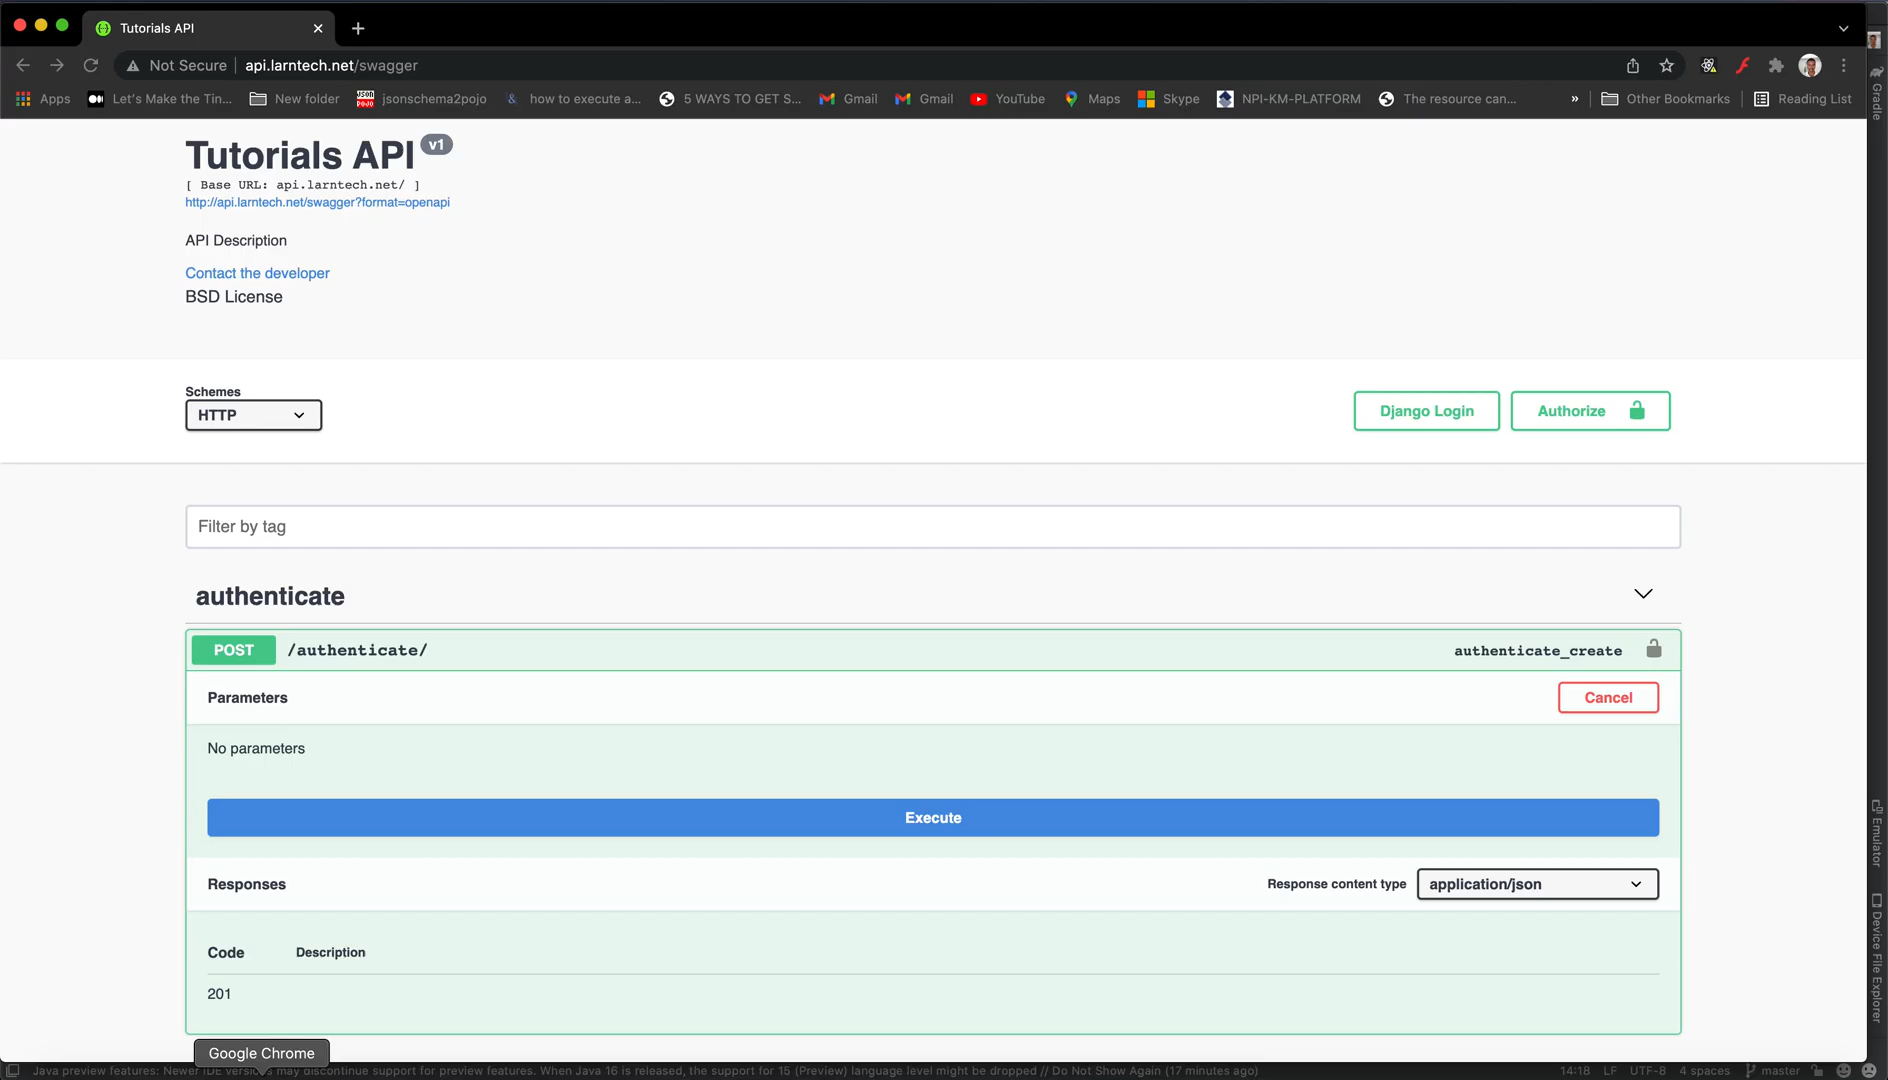 Tutorials API
Not Secure api.larntech.net/swagger
Apps Let's Make the Tin... New folder jsonschema2pojo how to execute a... 5 WAYS TO GET S... Gmail Gmail YouTube Maps Skype NPI-KM-PLATFORM The resource can... » Other Bookmarks Reading List
Gradle
Tutorials API v1
[ Base URL: api.larntech.net/ ]
http://api.larntech.net/swagger?format=openapi
API Description
Contact the developer
BSD License
Schemes
HTTP
Django Login
Authorize
Filter by tag
authenticate
POST /authenticate/ authenticate_create
Parameters
Cancel
No parameters
Execute
Responses
Response content type application/json
Code Description
201
Emulator
Device File Explorer
Google Chrome
Java preview features: Newer IDE versions may discontinue support for preview features. When Java 16 is released, the support for 15 (Preview) language level might be dropped // Do Not Show Again (17 minutes ago) 14:18 LF UTF-8 4 spaces master